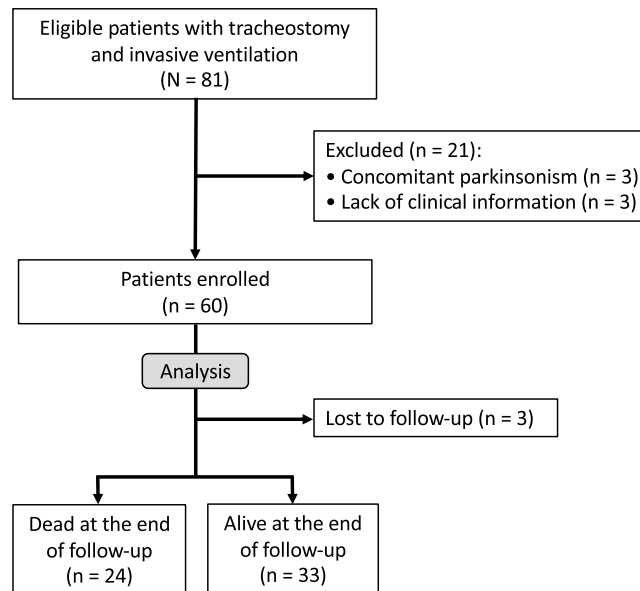 Eligible patients with tracheostomy
and invasive ventilation
(N = 81)
Excluded (n = 21):
• Concomitant parkinsonism (n = 3)
• Lack of clinical information (n = 3)
Patients enrolled
(n = 60)
Analysis
Lost to follow-up (n = 3)
Dead at the end
of follow-up
(n = 24)
Alive at the end
of follow-up
(n = 33)